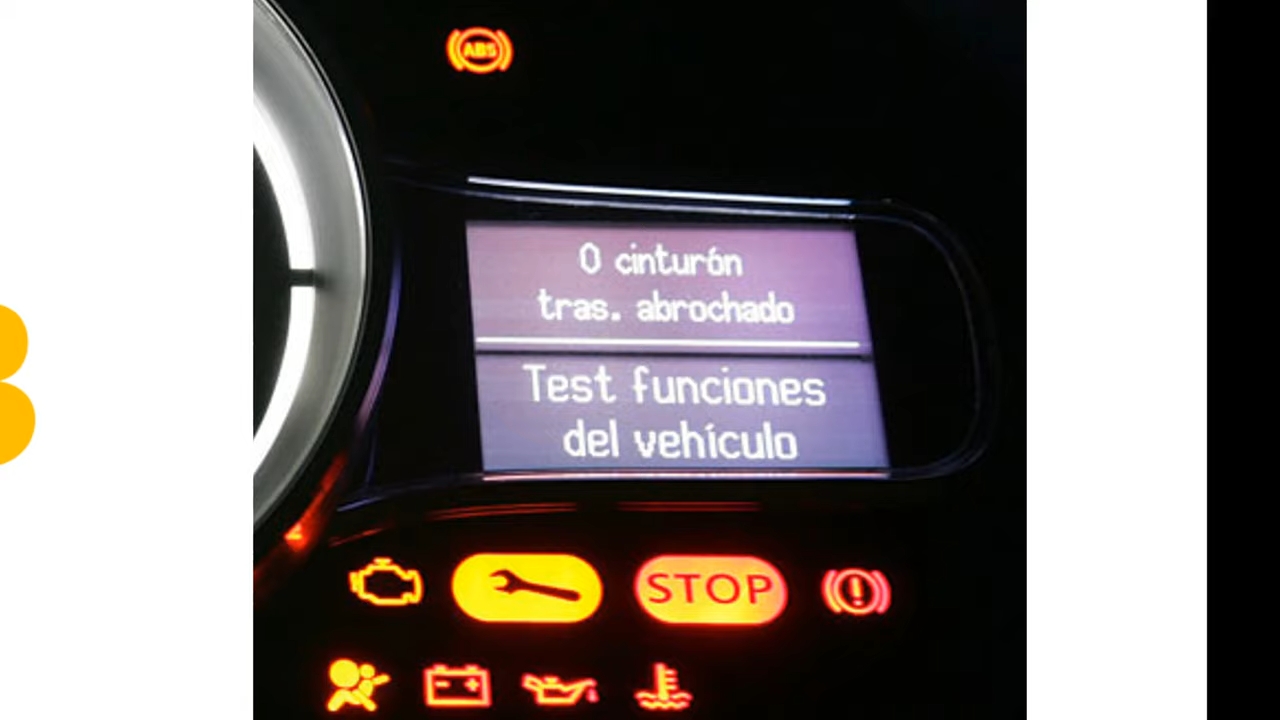 ABS
0 cinturón
tras. abrochado
Test funciones
del vehículo
STOP